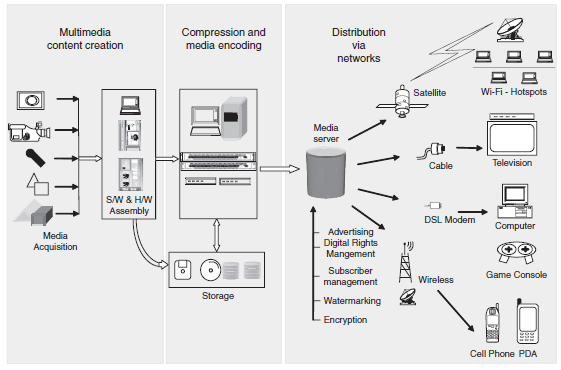 Multimedia
content creation
Compression and
media encoding
Distribution
via
networks
Satellite
Wi-Fi - Hotspots
Media
server
Cable
Television
S/W & H/W
Assembly
DSL Modem
Computer
Media
Acquisition
Advertising
Digital Rights
Mangement
Game Console
Subscriber
management
Wireless
Storage
Watermarking
Encryption
Cell Phone PDA